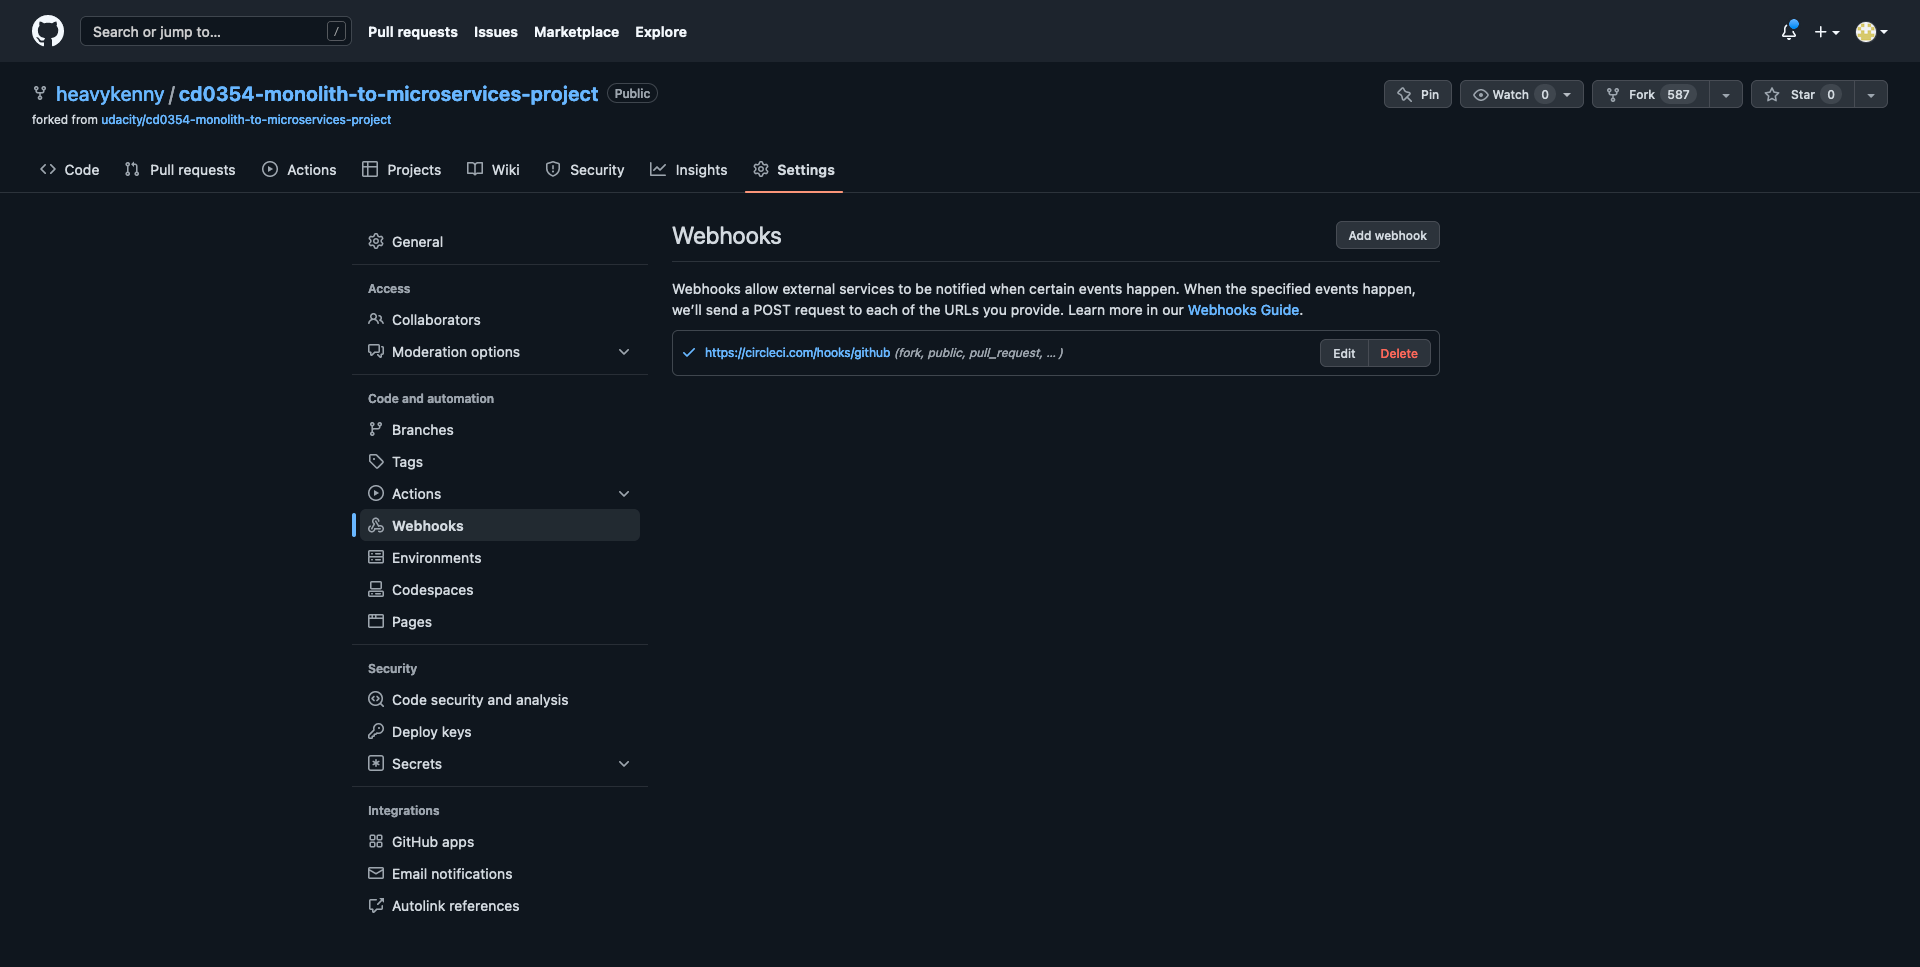 Search or jump to... /
Pull requests Issues Marketplace Explore
heavykenny / cd0354-monolith-to-microservices-project Public
forked from udacity/cd0354-monolith-to-microservices-project
Pin
Watch 0
Fork 587
Star 0
Code Pull requests Actions Projects Wiki Security Insights Settings
General
Access
Collaborators
Moderation options
Code and automation
Branches
Tags
Actions
Webhooks
Environments
Codespaces
Pages
Security
Code security and analysis
Deploy keys
Secrets
Integrations
GitHub apps
Email notifications
Autolink references
Webhooks
Add webhook
Webhooks allow external services to be notified when certain events happen. When the specified events happen,
we’ll send a POST request to each of the URLs you provide. Learn more in our Webhooks Guide.
https://circleci.com/hooks/github (fork, public, pull_request, ... )
Edit Delete